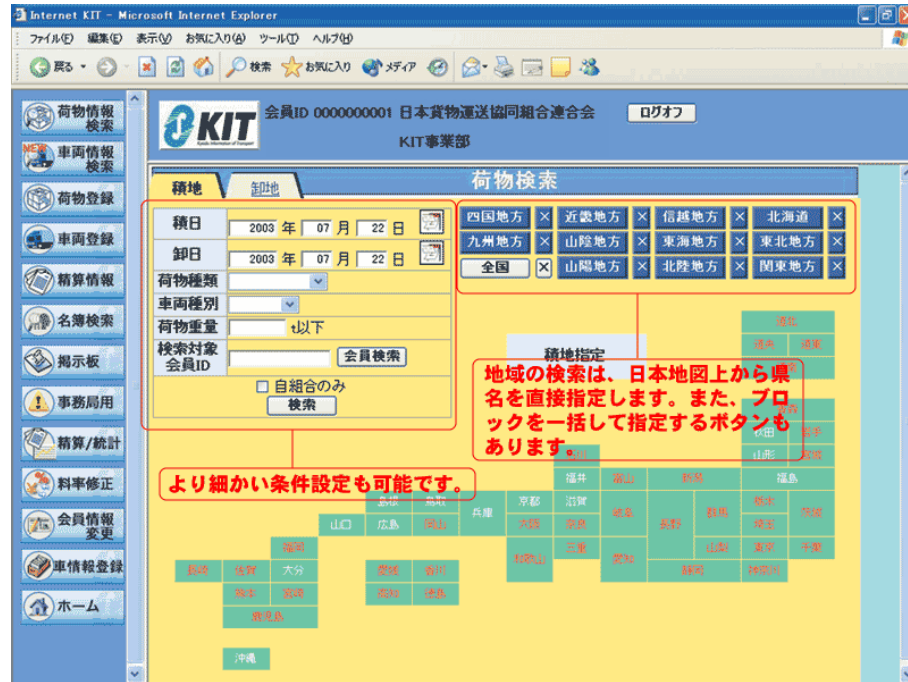 Internet KIT - Microsoft Internet Explorer
ファイル(F) 編集(E) 表示(V) お気に入り(A) ツール(T) ヘルプ(H)
戻る 検索 お気に入り メディア
荷物情報
検索
NEW
車両情報
検索
荷物登録
車両登録
精算情報
名簿検索
掲示板
事務局用
精算/統計
料率修正
会員情報
変更
車情報登録
ホーム
KIT
会員ID 0000000001 日本貨物運送協同組合連合会
KIT事業部
ログオフ
積地 卸地
荷物検索
積日 2003 年 07 月 22 日
卸日 2003 年 07 月 22 日
荷物種類
車両種別
荷物重量 t以下
検索対象
会員ID 会員検索
自組合のみ
検索
四国地方 × 近畿地方 × 信越地方 × 北海道 ×
九州地方 × 山陰地方 × 東海地方 × 東北地方 ×
全国 × 山陽地方 × 北陸地方 × 関東地方 ×
積地指定
地域の検索は、日本地図上から県
名を直接指定します。また、ブロ
ックを一括して指定するボタンも
あります。
より細かい条件設定も可能です。
道北
道央 道東
秋田 岩手
山形 宮城
福井 富山 新潟 福島
島根 鳥取 兵庫 京都 滋賀 岐阜 長野 群馬 栃木 茨城
山口 広島 岡山 大阪 奈良 埼玉
福岡 和歌山 三重 愛知 山梨 東京 千葉
長崎 佐賀 大分 愛媛 香川 静岡 神奈川
熊本 宮崎 高知 徳島
鹿児島
沖縄